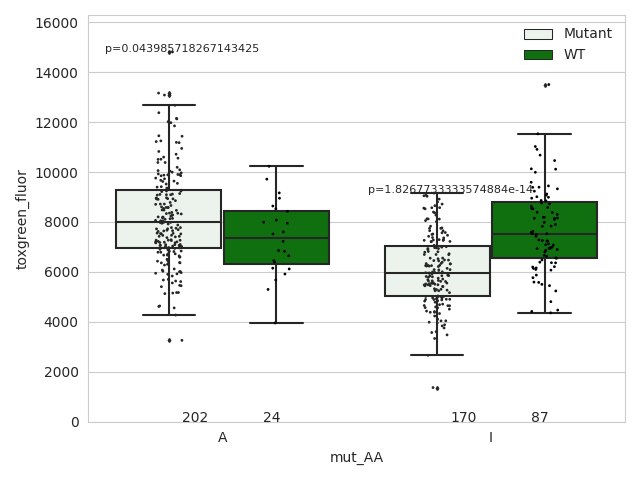 16000
14000
12000
10000
8000
6000
4000
2000
0
toxgreen_fluor
p=0.043985718267143425
p=1.8267733333574884e-14
Mutant
WT
202
24
170
87
A
I
mut_AA